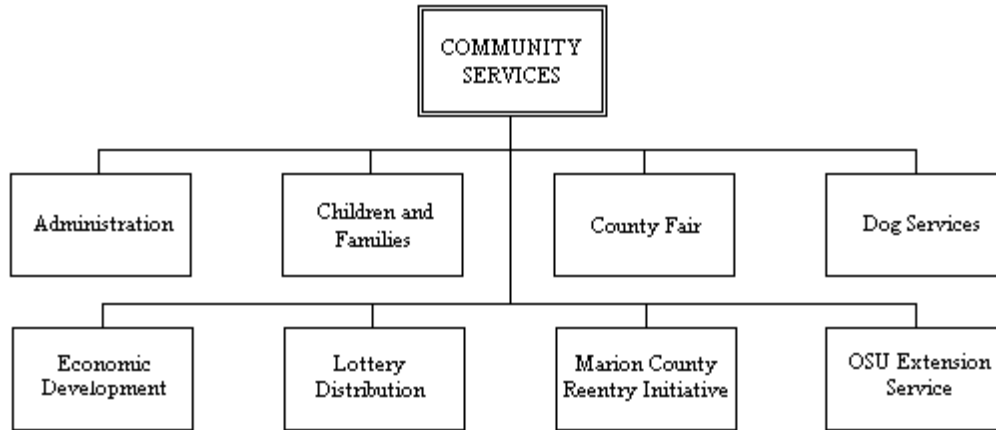 COMMUNITY
SERVICES
Administration
Children and
Families
County Fair
Dog Services
Economic
Development
Lottery
Distribution
Marion County
Reentry Initiative
OSU Extension
Service